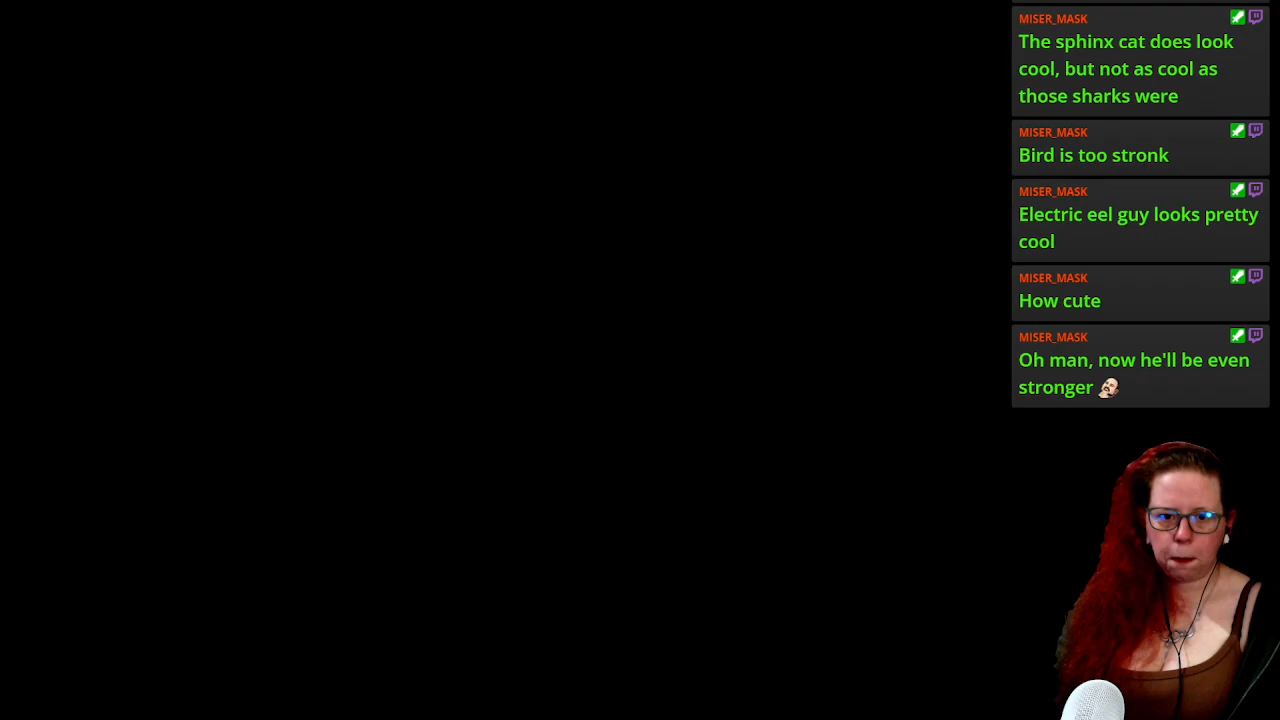 MISER_MASK
The sphinx cat does look
cool, but not as cool as
those sharks were
MISER_MASK
Bird is too stronk
MISER_MASK
Electric eel guy looks pretty
cool
MISER_MASK
How cute
MISER_MASK
Oh man, now he'll be even
stronger